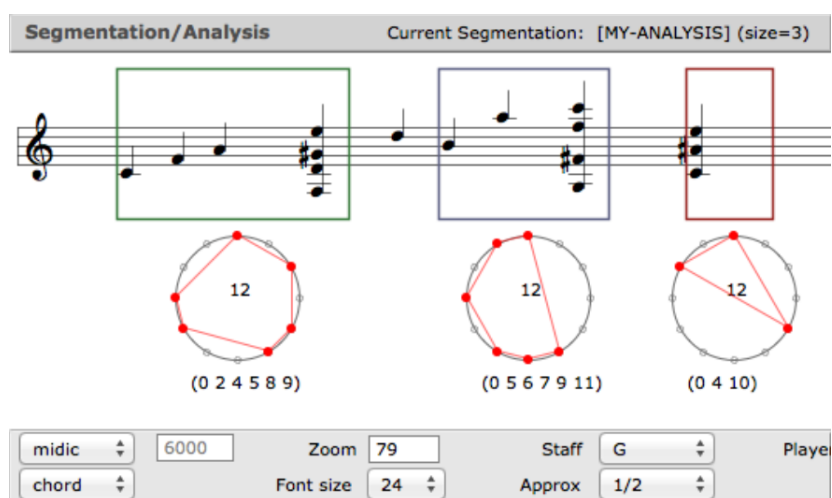 Segmentation/Analysis Current Segmentation: [MY-ANALYSIS] (size=3)
12 12 12
(0 2 4 5 8 9) (0 5 6 7 9 11) (0 4 10)
midic 6000 Zoom 79 Staff G Player
chord Font size 24 Approx 1/2